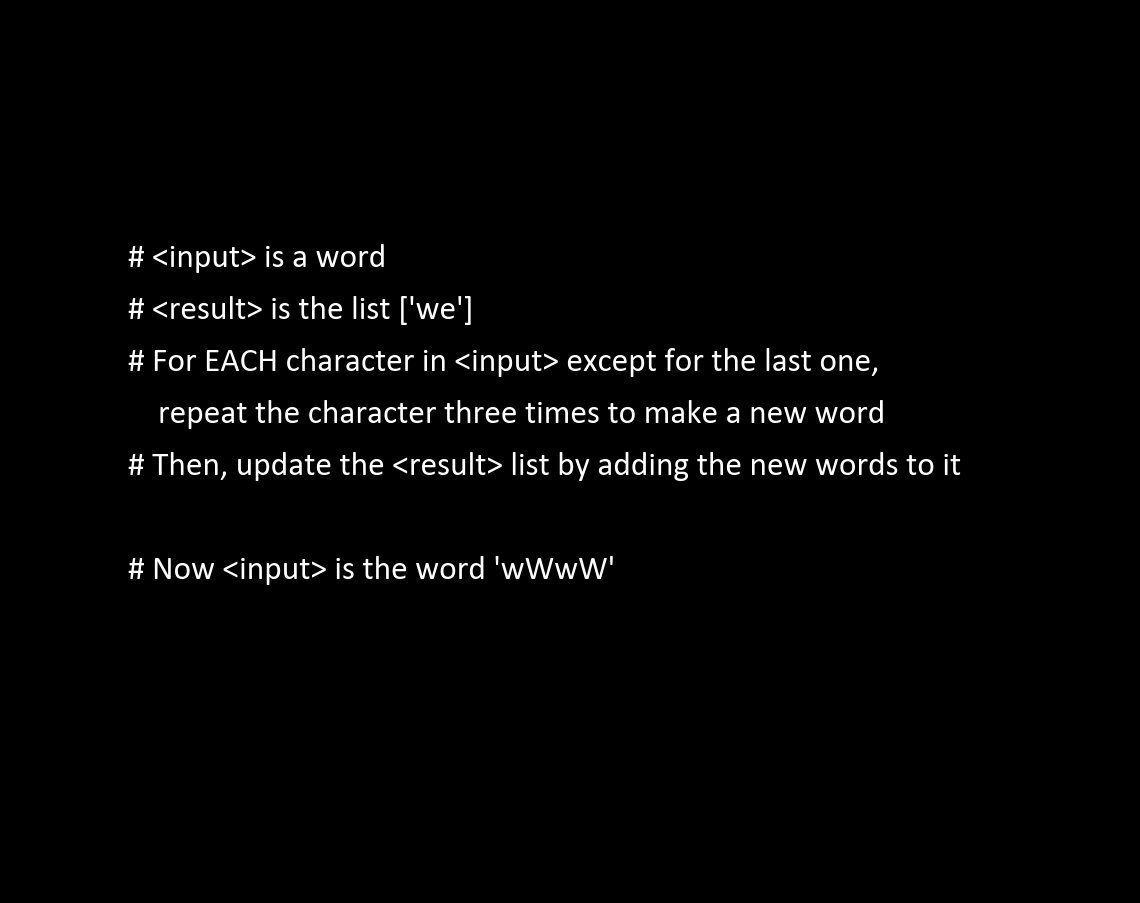 # <input> is a word
# <result> is the list ['we']
# For EACH character in <input> except for the last one,
repeat the character three times to make a new word
# Then, update the <result> list by adding the new words to it
# Now <input> is the word 'wWwW'